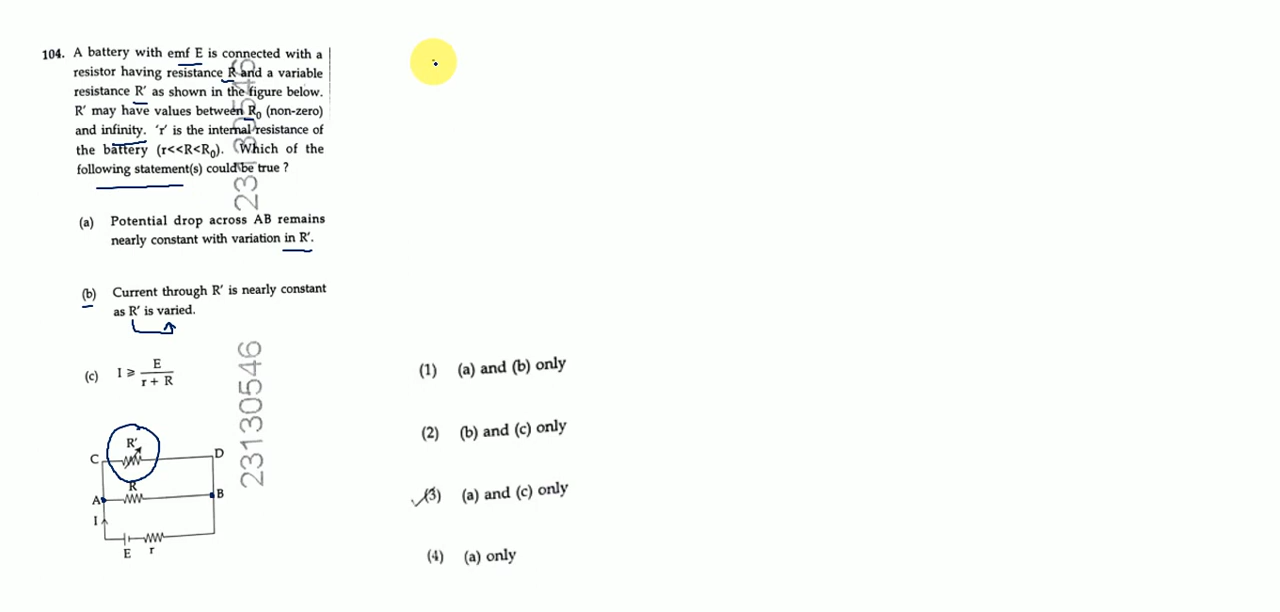 104. A battery with emf E is connected with a
resistor having resistance R and a variable
resistance R' as shown in the figure below.
R' may have values between R₀ (non-zero)
and infinity. 'r' is the internal resistance of
the battery (r<<R<R₀). Which of the
following statement(s) could be true ?
(a) Potential drop across AB remains
nearly constant with variation in R'.
(b) Current through R' is nearly constant
as R' is varied.
(c) I ⩾ E / r + R
R'
C D
R
A B
I
E r
23130546
23130546
(1) (a) and (b) only
(2) (b) and (c) only
(3) (a) and (c) only
(4) (a) only